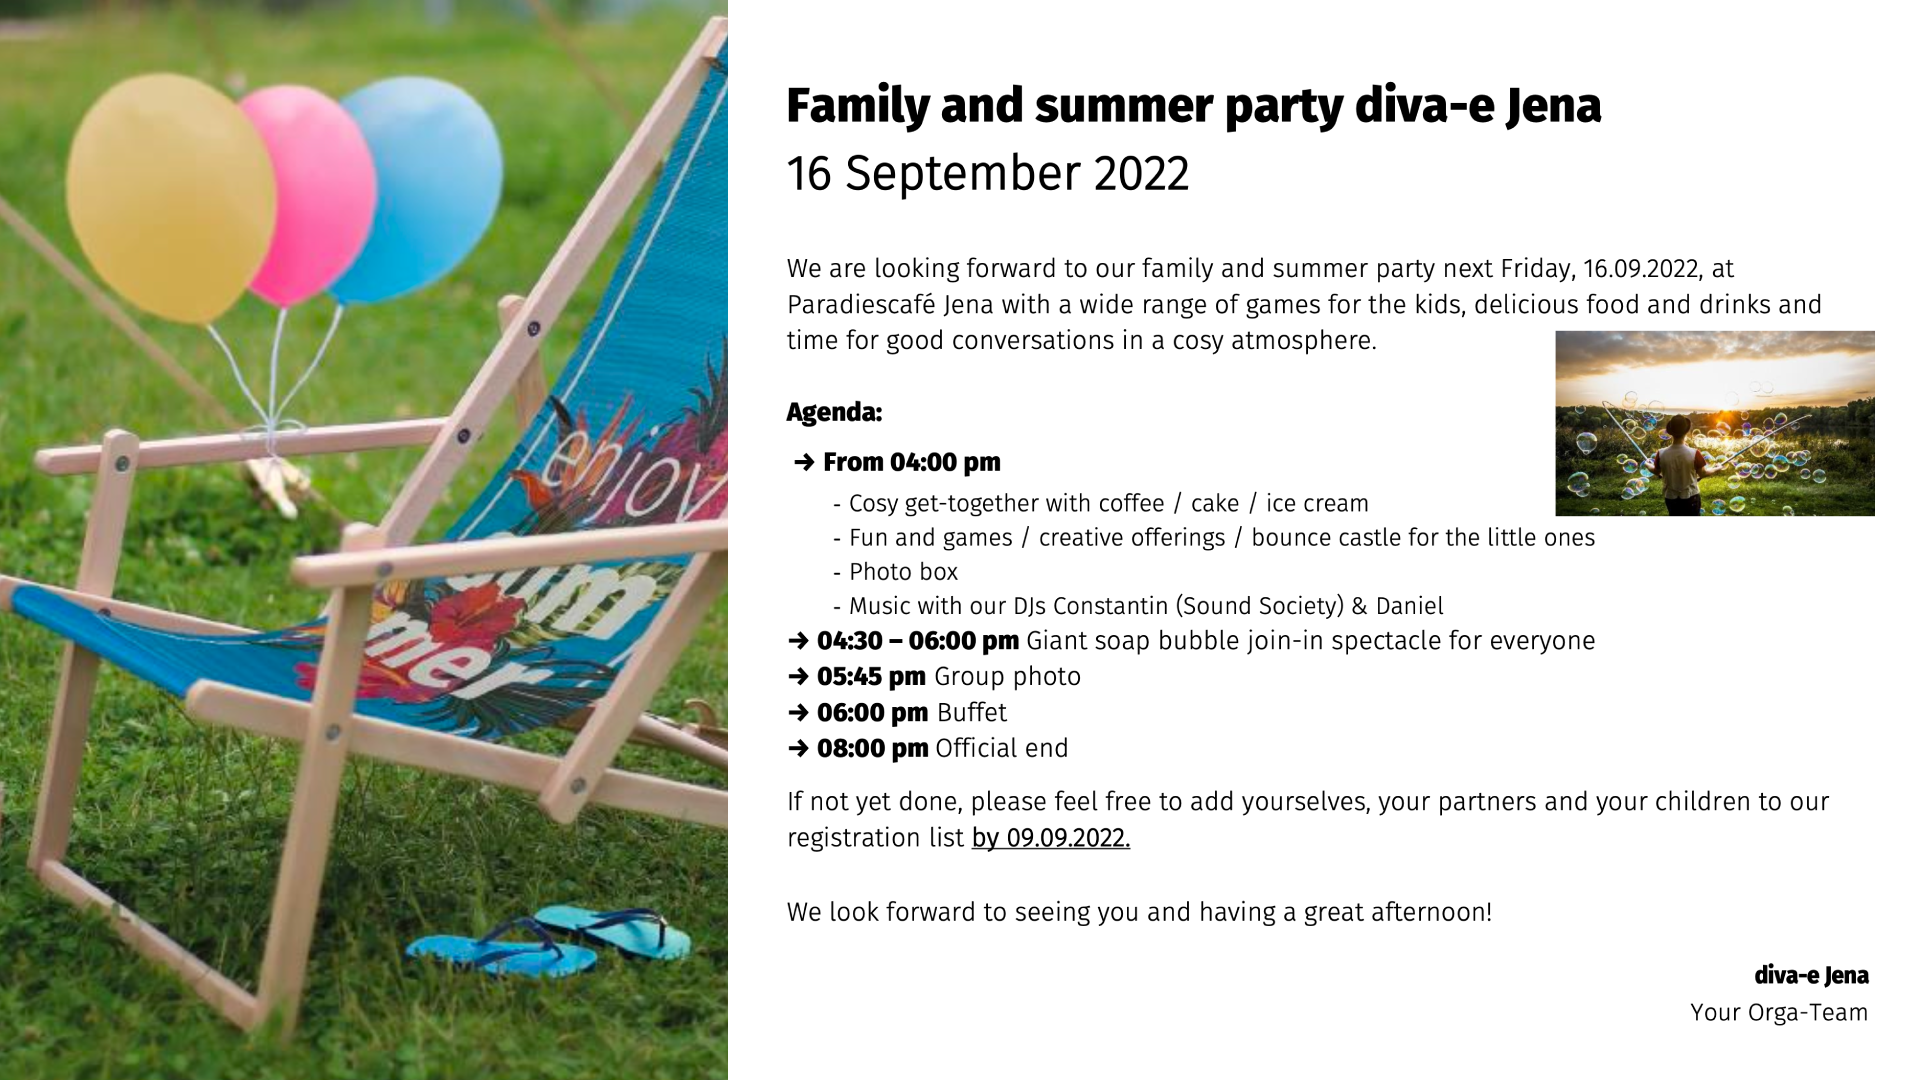 enjoy
mer
Family and summer party diva-e Jena
16 September 2022
We are looking forward to our family and summer party next Friday, 16.09.2022, at
Paradiescafé Jena with a wide range of games for the kids, delicious food and drinks and
time for good conversations in a cosy atmosphere.
Agenda:
→ From 04:00 pm
- Cosy get-together with coffee / cake / ice cream
- Fun and games / creative offerings / bounce castle for the little ones
- Photo box
- Music with our DJs Constantin (Sound Society) & Daniel
→ 04:30 – 06:00 pm Giant soap bubble join-in spectacle for everyone
→ 05:45 pm Group photo
→ 06:00 pm Buffet
→ 08:00 pm Official end
If not yet done, please feel free to add yourselves, your partners and your children to our
registration list by 09.09.2022.
We look forward to seeing you and having a great afternoon!
diva-e Jena
Your Orga-Team